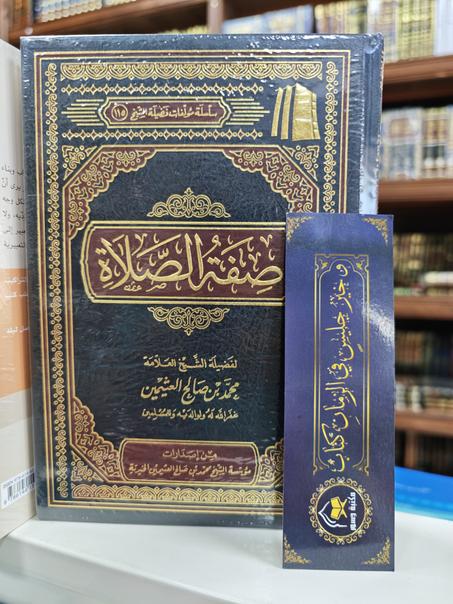 سلسلة مؤلفات فضيلة الشيخ (١١٥)
صفة الصلاة
لفضيلة الشيخ العلامة
محمد بن صالح العثيمين
غفر الله له ولوالديه وللمسلمين
من إصدارات
مؤسسة الشيخ محمد بن صالح العثيمين الخيرية
وخير جليس في الزمان كتاب